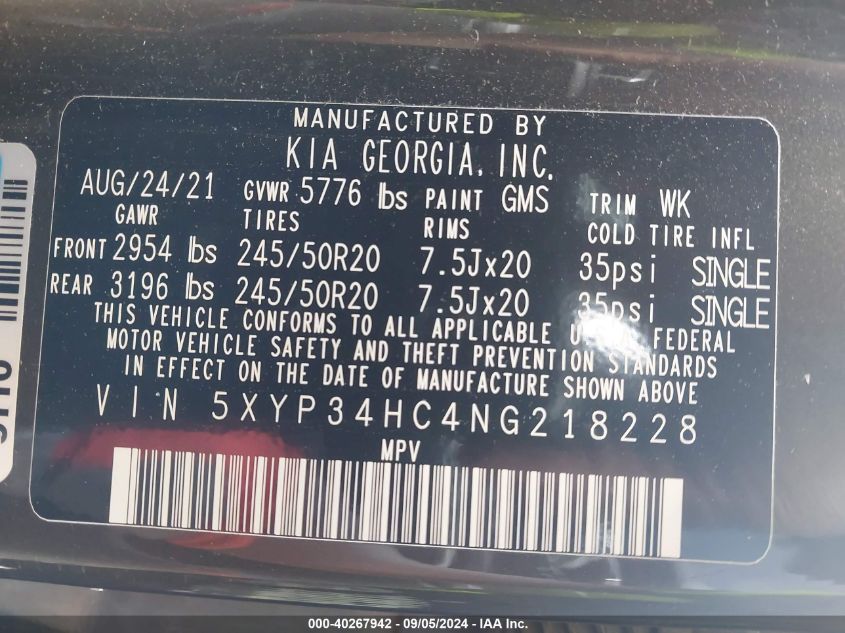 MANUFACTURED BY
KIA GEORGIA, INC.
AUG/24/21 GVWR 5776 lbs PAINT GMS TRIM WK
GAWR TIRES RIMS COLD TIRE INFL
FRONT 2954 lbs 245/50R20 7.5Jx20 35psi SINGLE
REAR 3196 lbs 245/50R20 7.5Jx20 35psi SINGLE
THIS VEHICLE CONFORMS TO ALL APPLICABLE FEDERAL
MOTOR VEHICLE SAFETY AND THEFT PREVENTION STANDARDS
IN EFFECT ON THE DATE OF MANUFACTURE SHOWN ABOVE
VIN 5XYP34HC4NG218228
MPV
000-40267942 - 09/05/2024 - IAA Inc.